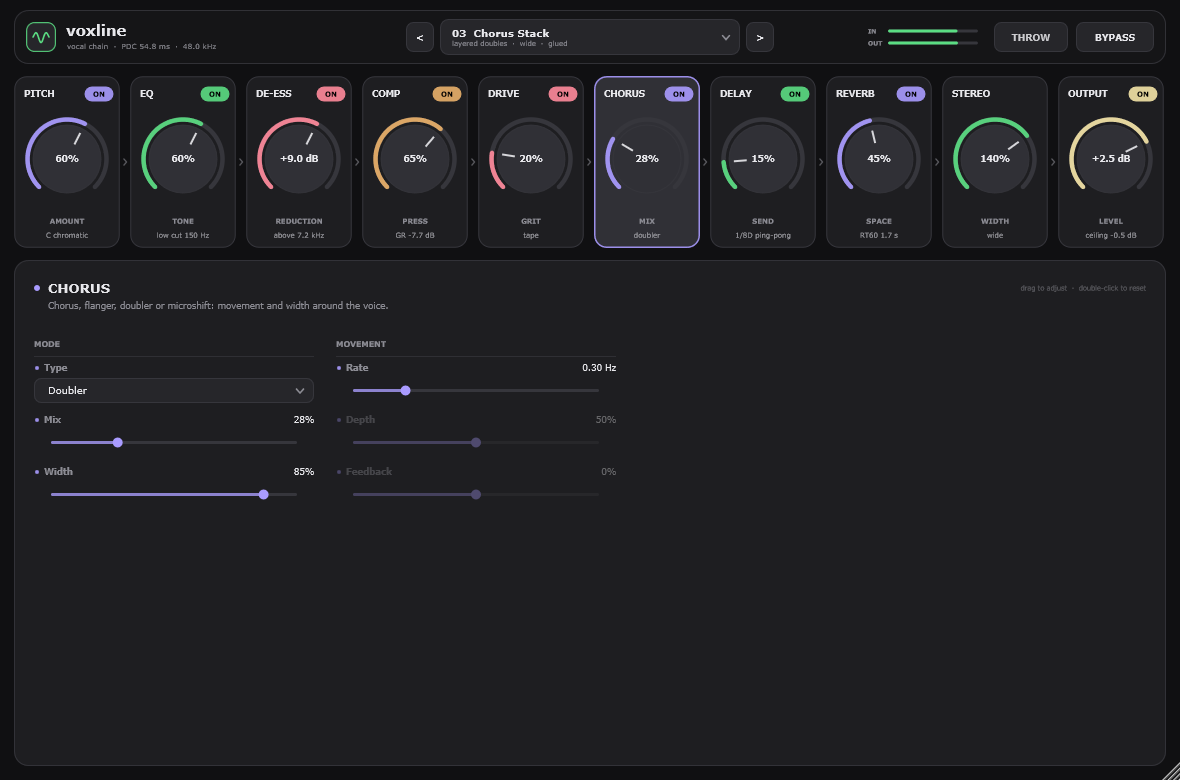 voxline
vocal chain · PDC 54.8 ms · 48.0 kHz
<
03 Chorus Stack
layered doubles · wide · glued
>
IN
OUT
THROW
BYPASS
PITCH ON
60%
AMOUNT
C chromatic
›
EQ ON
60%
TONE
low cut 150 Hz
›
DE-ESS ON
+9.0 dB
REDUCTION
above 7.2 kHz
›
COMP ON
65%
PRESS
GR -7.7 dB
›
DRIVE ON
20%
GRIT
tape
›
CHORUS ON
28%
MIX
doubler
›
DELAY ON
15%
SEND
1/8D ping-pong
›
REVERB ON
45%
SPACE
RT60 1.7 s
›
STEREO
140%
WIDTH
wide
›
OUTPUT ON
+2.5 dB
LEVEL
ceiling -0.5 dB
CHORUS
Chorus, flanger, doubler or microshift: movement and width around the voice.
drag to adjust · double-click to reset
MODE
Type
Doubler
Mix 28%
Width 85%
MOVEMENT
Rate 0.30 Hz
Depth 50%
Feedback 0%